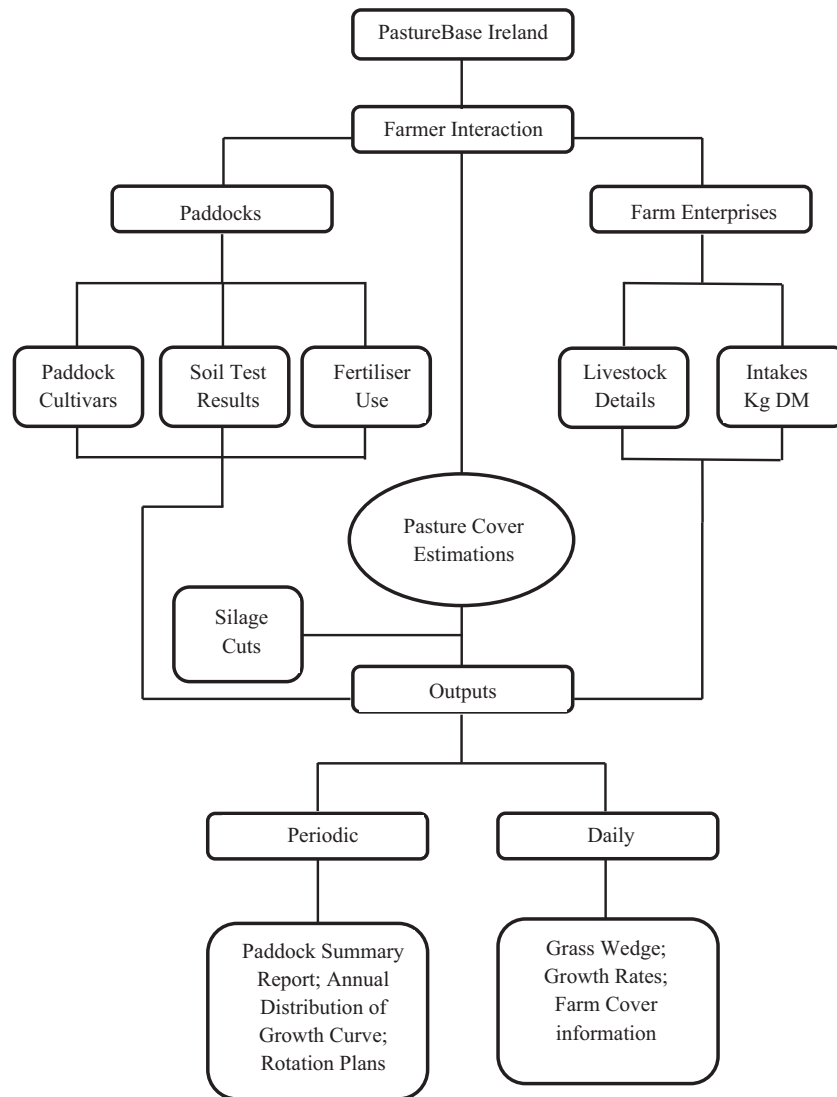 PastureBase Ireland
Farmer Interaction
Paddocks
Farm Enterprises
Paddock
Cultivars
Soil Test
Results
Fertiliser
Use
Livestock
Details
Intakes
Kg DM
Pasture Cover
Estimations
Silage
Cuts
Outputs
Periodic
Daily
Paddock Summary
Report; Annual
Distribution of
Growth Curve;
Rotation Plans
Grass Wedge;
Growth Rates;
Farm Cover
information